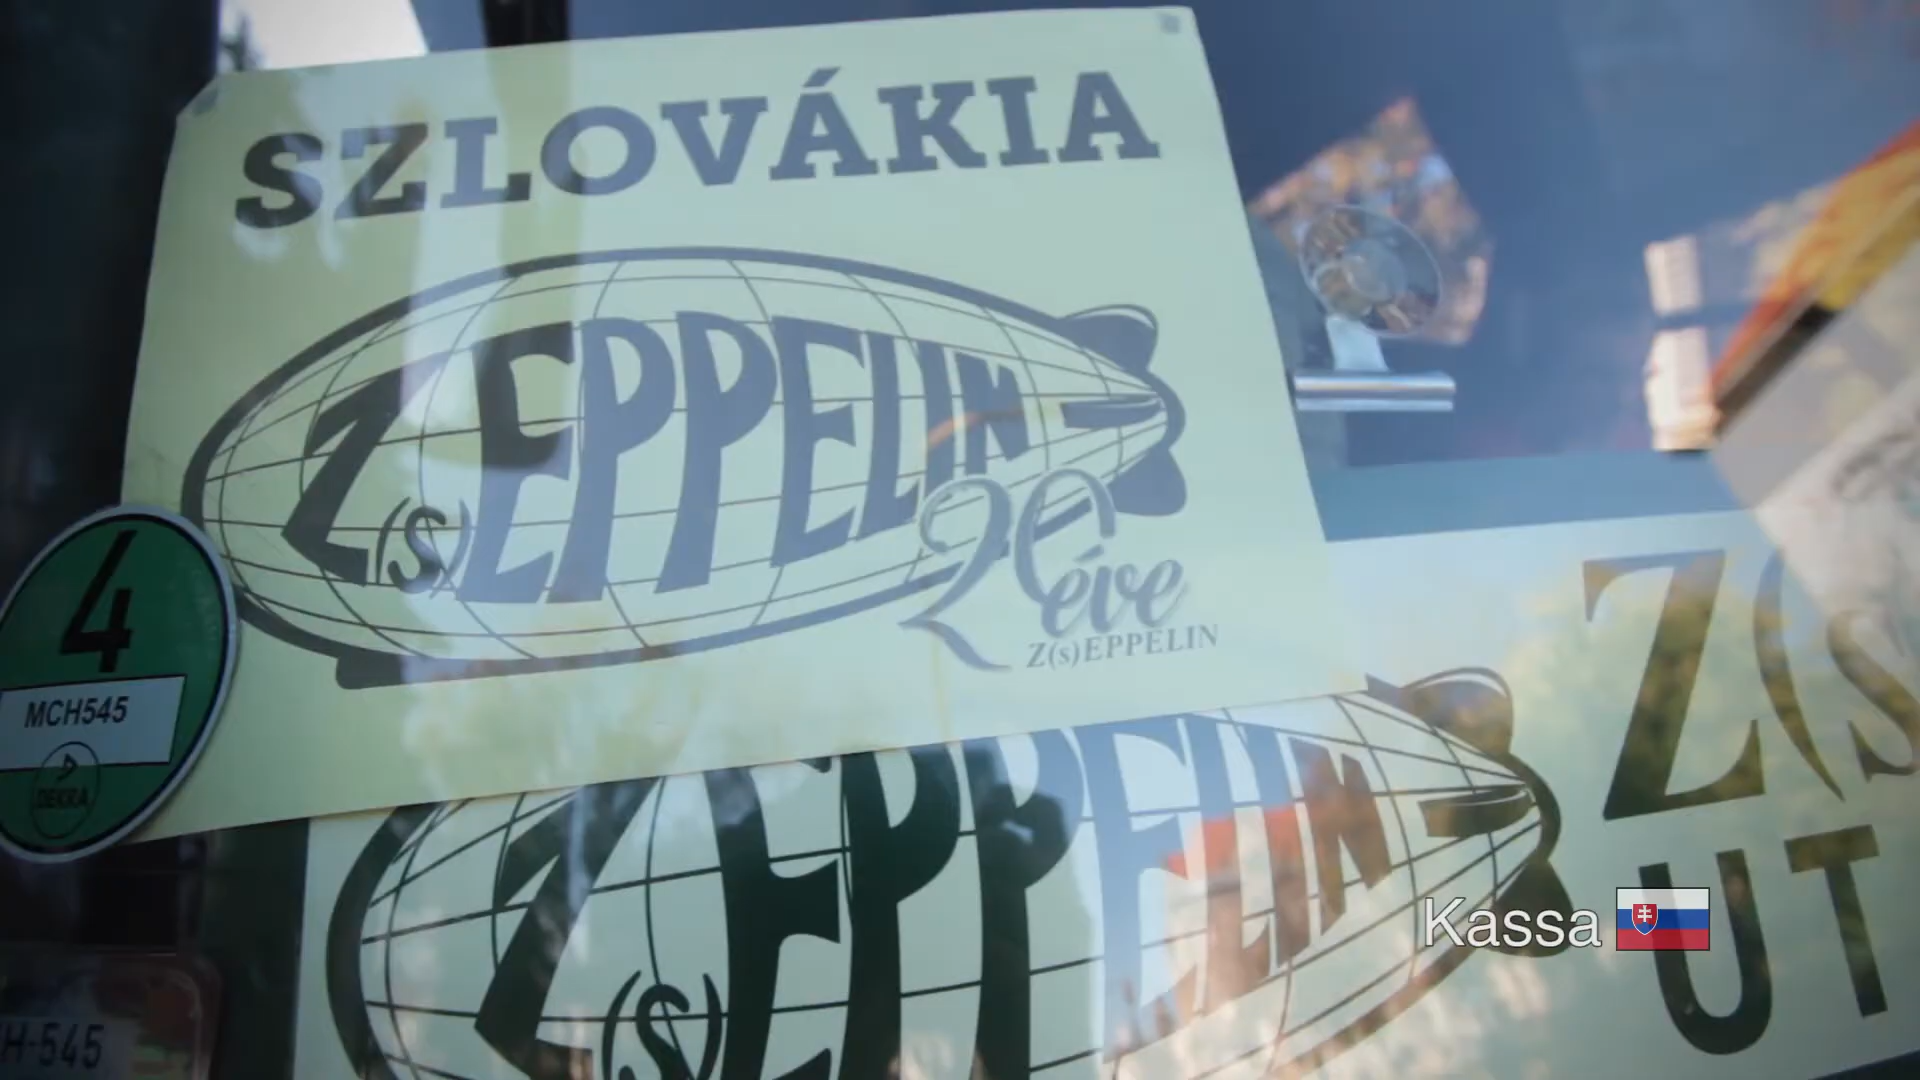 SZLOVÁKIA
Z(s)EPPELIN
20 éve
Z(s)EPPELIN
4
MCH545
DEKRA
Z(s)EPPELIN
Z(s
UT
Kassa
H-545